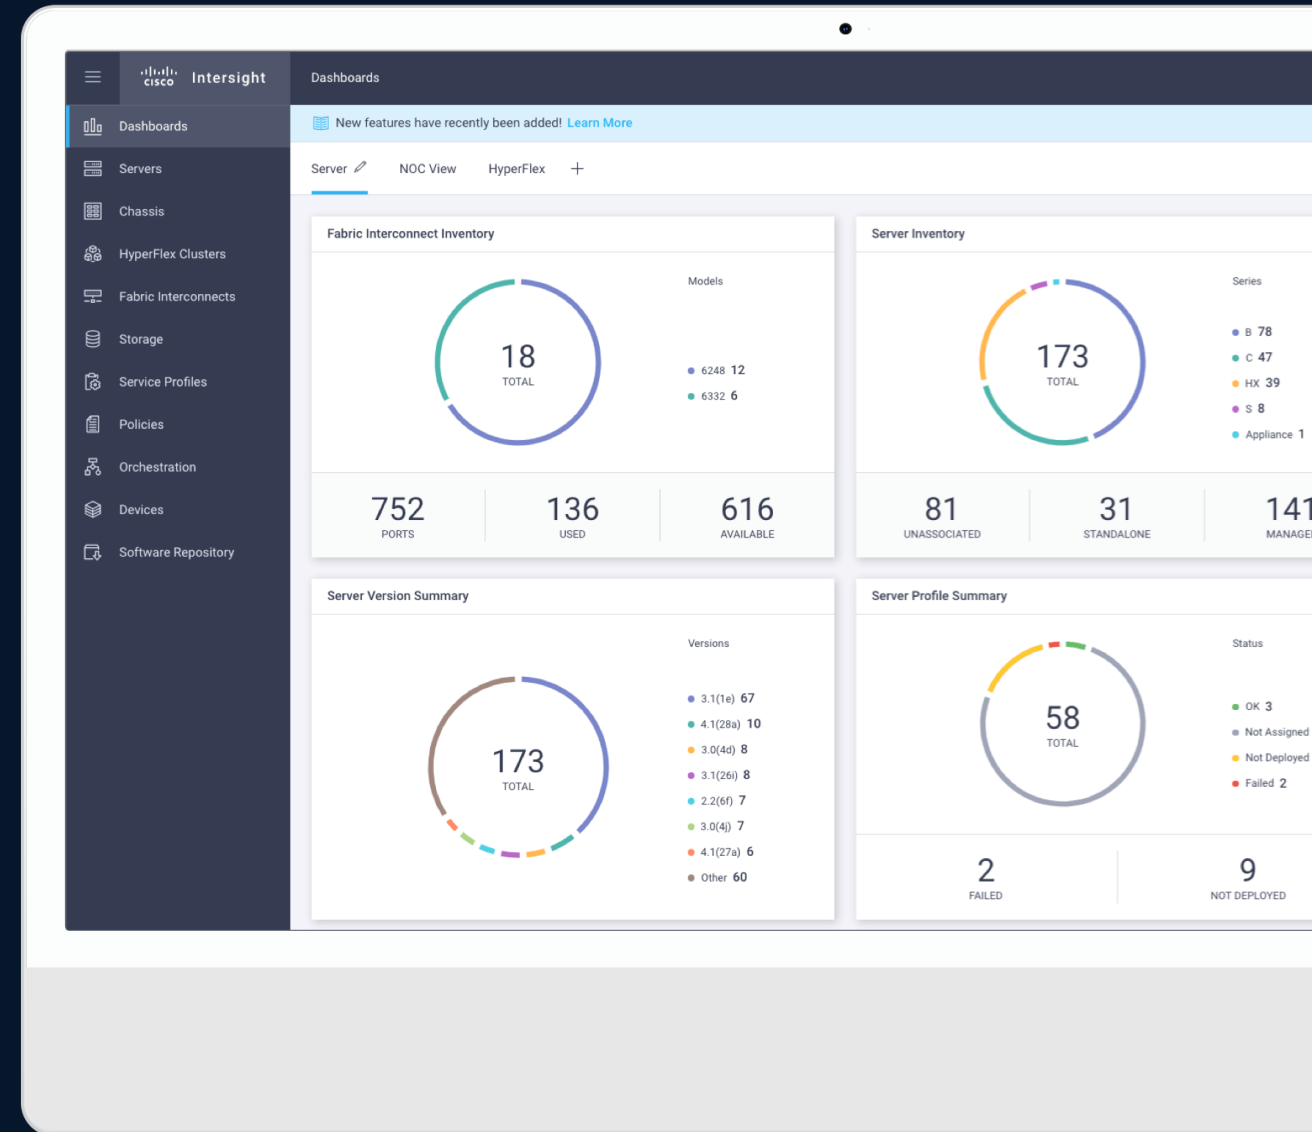 cisco Intersight
Dashboards
New features have recently been added! Learn More
Dashboards
Servers
Chassis
HyperFlex Clusters
Fabric Interconnects
Storage
Service Profiles
Policies
Orchestration
Devices
Software Repository
Server
NOC View
HyperFlex
Fabric Interconnect Inventory
18
TOTAL
Models
6248 12
6332 6
752
PORTS
136
USED
616
AVAILABLE
Server Inventory
173
TOTAL
Series
B 78
C 47
HX 39
S 8
Appliance 1
81
UNASSOCIATED
31
STANDALONE
141
Server Version Summary
173
TOTAL
Versions
3.1(1e) 67
4.1(28a) 10
3.0(4d) 8
3.1(26i) 8
2.2(6f) 7
3.0(4j) 7
4.1(27a) 6
Other 60
Server Profile Summary
58
TOTAL
Status
OK 3
Not Assigned
Not Deployed
Failed 2
2
FAILED
9
NOT DEPLOYED